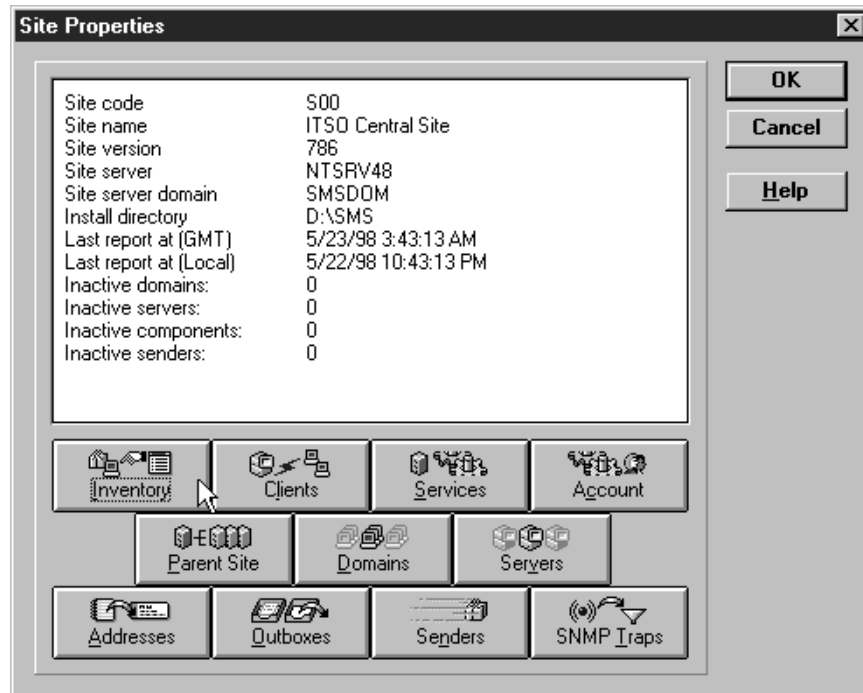 Site Properties
OK
Cancel
Help
Site code S00
Site name ITSO Central Site
Site version 786
Site server NTSRV48
Site server domain SMSDOM
Install directory D:\SMS
Last report at (GMT) 5/23/98 3:43:13 AM
Last report at (Local) 5/22/98 10:43:13 PM
Inactive domains: 0
Inactive servers: 0
Inactive components: 0
Inactive senders: 0
Inventory Clients Services Account
Parent Site Domains Servers
Addresses Outboxes Senders SNMP Traps